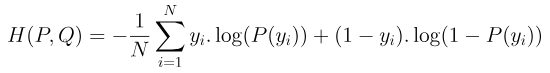 H(P, Q) = -\frac{1}{N} \sum_{i=1}^{N} y_i . \log(P(y_i)) + (1 - y_i) . \log(1 - P(y_i))